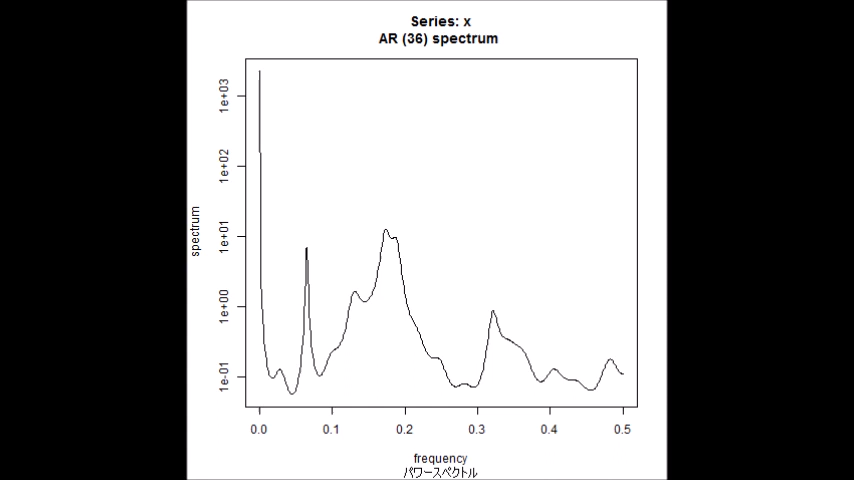 Series: x
AR (36) spectrum
spectrum
1e+03
1e+02
1e+01
1e+00
1e-01
0.0 0.1 0.2 0.3 0.4 0.5
frequency
パワースペクトル